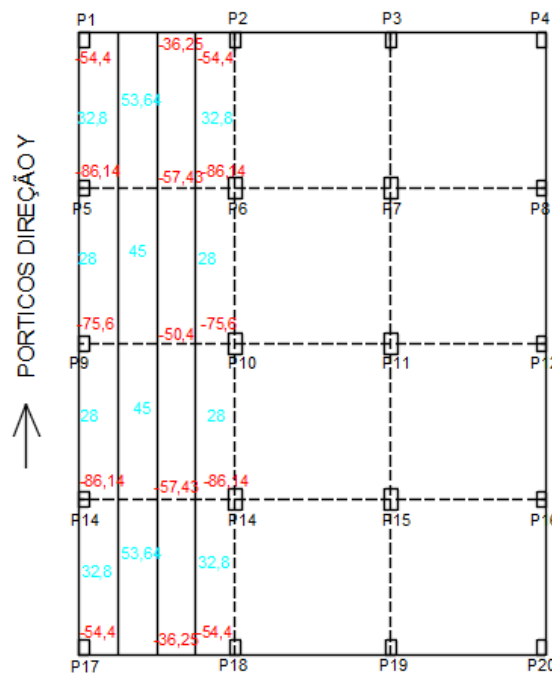 P1 P2 P3 P4
-36,25
-54,4 -54,4
53,64
32,8 32,8
-86,14 -57,43 -86,14
P5 P6 P7 P8
45
28 28
-75,6 -50,4 -75,6
P9 P10 P11 P12
45
28 28
-86,14 -57,43 -86,14
P14 P14 P15 P16
53,64
32,8 32,8
-54,4 -36,25 -54,4
P17 P18 P19 P20
PORTICOS DIREÇÃO Y